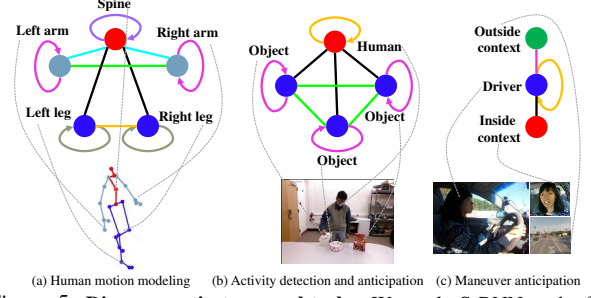 Spine
Left arm
Right arm
Left leg
Right leg
(a) Human motion modeling
Human
Object
Object
Object
(b) Activity detection and anticipation
Outside
context
Driver
Inside
context
(c) Maneuver anticipation